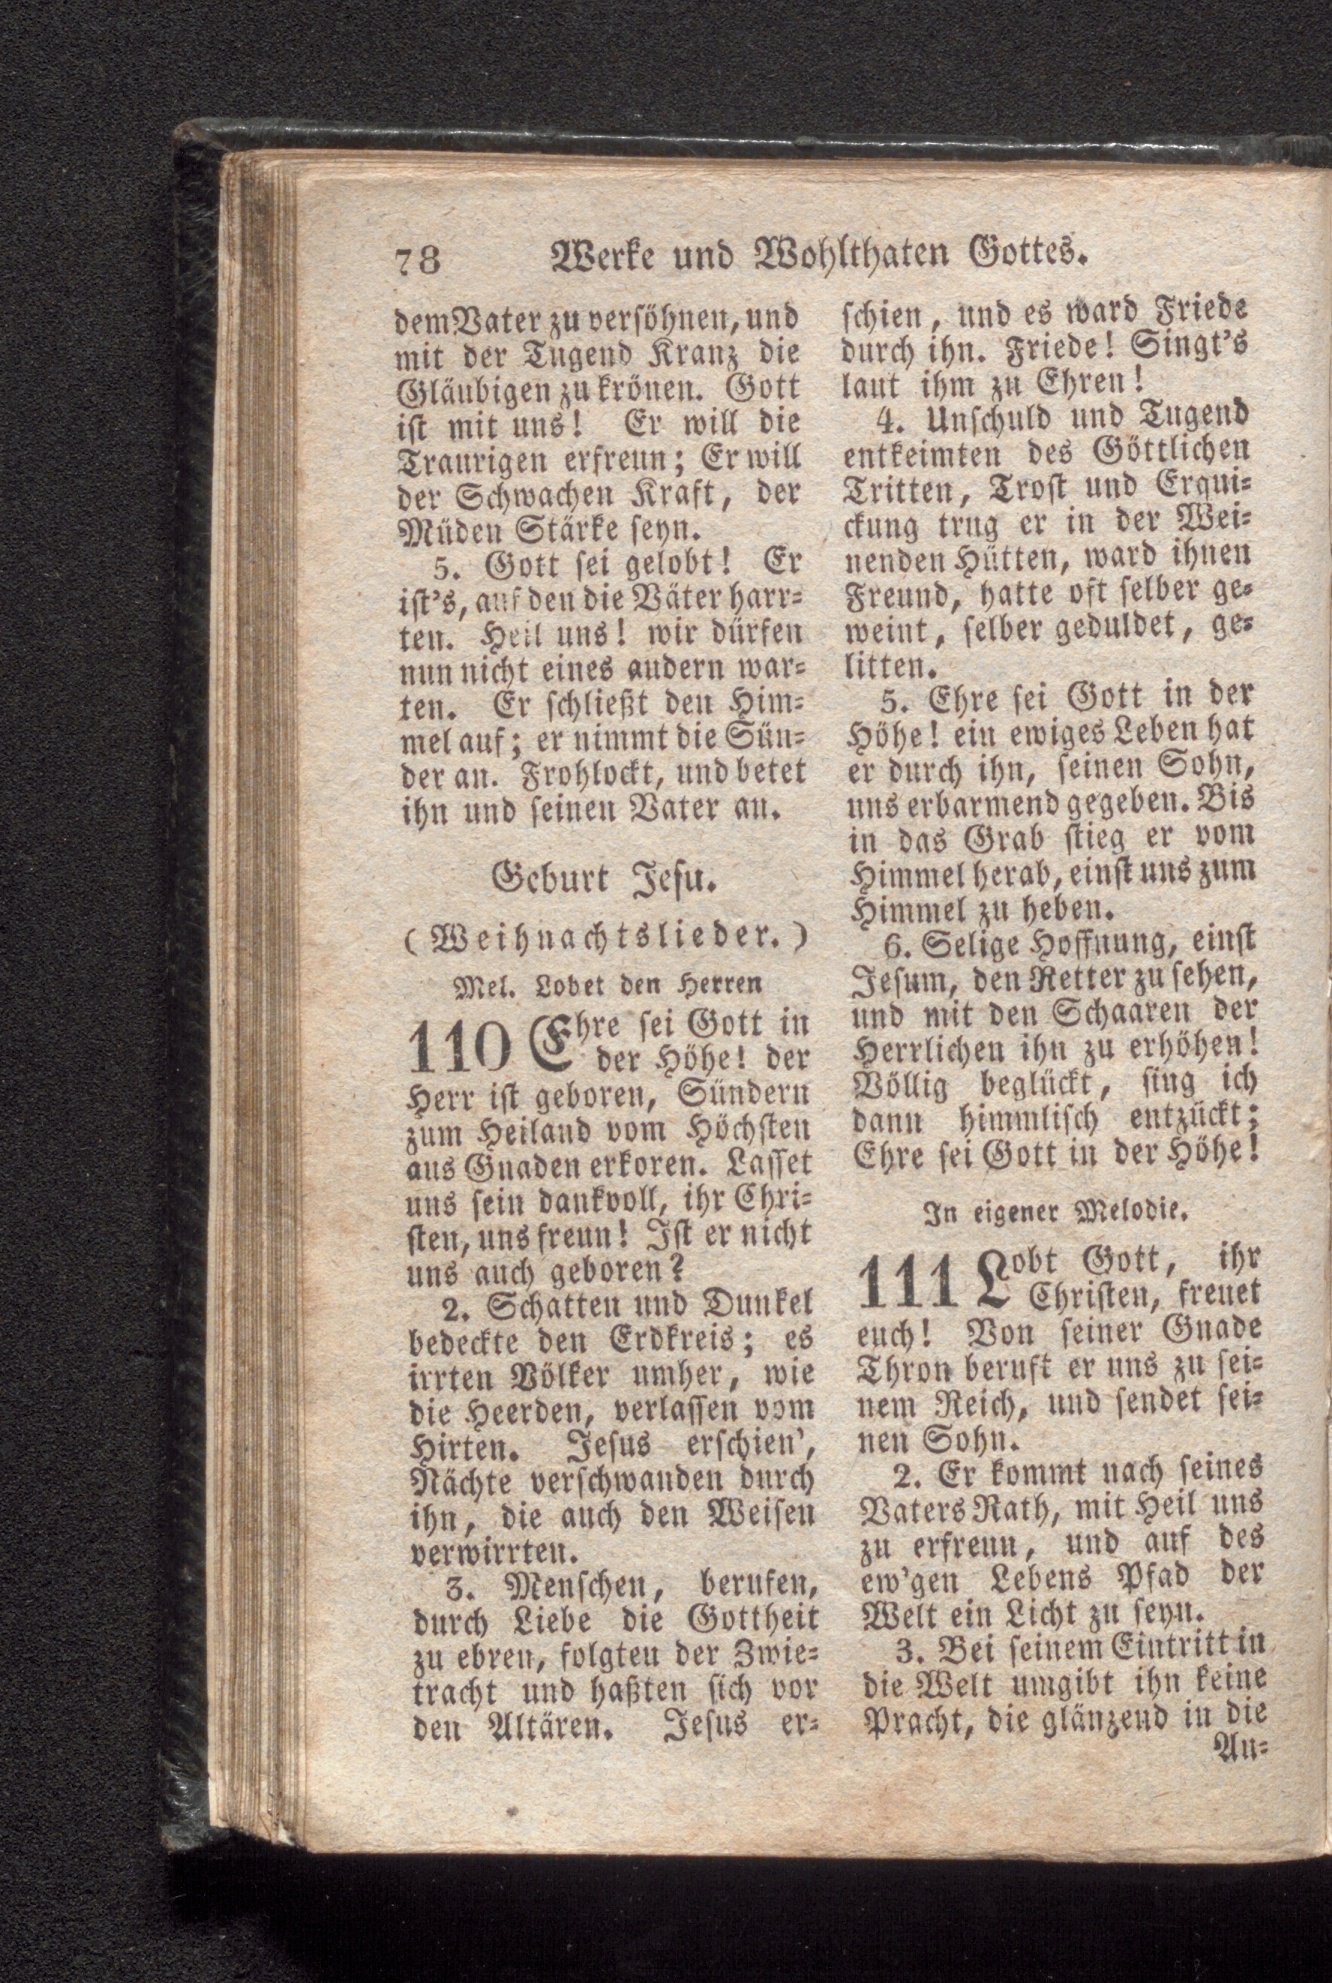 78 Werke und Wohlthaten Gottes.
dem Vater zu versöhnen, und
mit der Tugend Kranz die
Gläubigen zu krönen. Gott
ist mit uns! Er will die
Traurigen erfreun; Er will
der Schwachen Kraft, der
Müden Stärke seyn.
5. Gott sei gelobt! Er
ist's, auf den die Väter harr=
ten. Heil uns! wir dürfen
nun nicht eines andern war=
ten. Er schließt den Him=
mel auf; er nimmt die Sün=
der an. Frohlockt, und betet
ihn und seinen Vater an.
Geburt Jesu.
(Weihnachtslieder.)
Mel. Lobet den Herren
110 Ehre sei Gott in
der Höhe! der
Herr ist geboren, Sündern
zum Heiland vom Höchsten
aus Gnaden erkoren. Lasset
uns sein dankvoll, ihr Chri=
sten, uns freun! Ist er nicht
uns auch geboren?
2. Schatten und Dunkel
bedeckte den Erdkreis; es
irrten Völker umher, wie
die Heerden, verlassen vom
Hirten. Jesus erschien',
Nächte verschwanden durch
ihn, die auch den Weisen
verwirrten.
3. Menschen, berufen,
durch Liebe die Gottheit
zu ehren, folgten der Zwie=
tracht und haßten sich vor
den Altären. Jesus er=
schien, und es ward Friede
durch ihn. Friede! Singt's
laut ihm zu Ehren!
4. Unschuld und Tugend
entkeimten des Göttlichen
Tritten, Trost und Erqui=
ckung trug er in der Wei=
nenden Hütten, ward ihnen
Freund, hatte oft selber ge=
weint, selber geduldet, ge=
litten.
5. Ehre sei Gott in der
Höhe! ein ewiges Leben hat
er durch ihn, seinen Sohn,
uns erbarmend gegeben. Bis
in das Grab stieg er vom
Himmel herab, einst uns zum
Himmel zu heben.
6. Selige Hoffnung, einst
Jesum, den Retter zu sehen,
und mit den Schaaren der
Herrlichen ihn zu erhöhen!
Völlig beglückt, sing ich
dann himmlisch entzückt:
Ehre sei Gott in der Höhe!
In eigener Melodie.
111 Lobt Gott, ihr
Christen, freuet
euch! Von seiner Gnade
Thron beruft er uns zu sei=
nem Reich, und sendet sei=
nen Sohn.
2. Er kommt nach seines
Vaters Rath, mit Heil uns
zu erfreun, und auf des
ew'gen Lebens Pfad der
Welt ein Licht zu seyn.
3. Bei seinem Eintritt in
die Welt umgibt ihn keine
Pracht, die glänzend in die
Au=